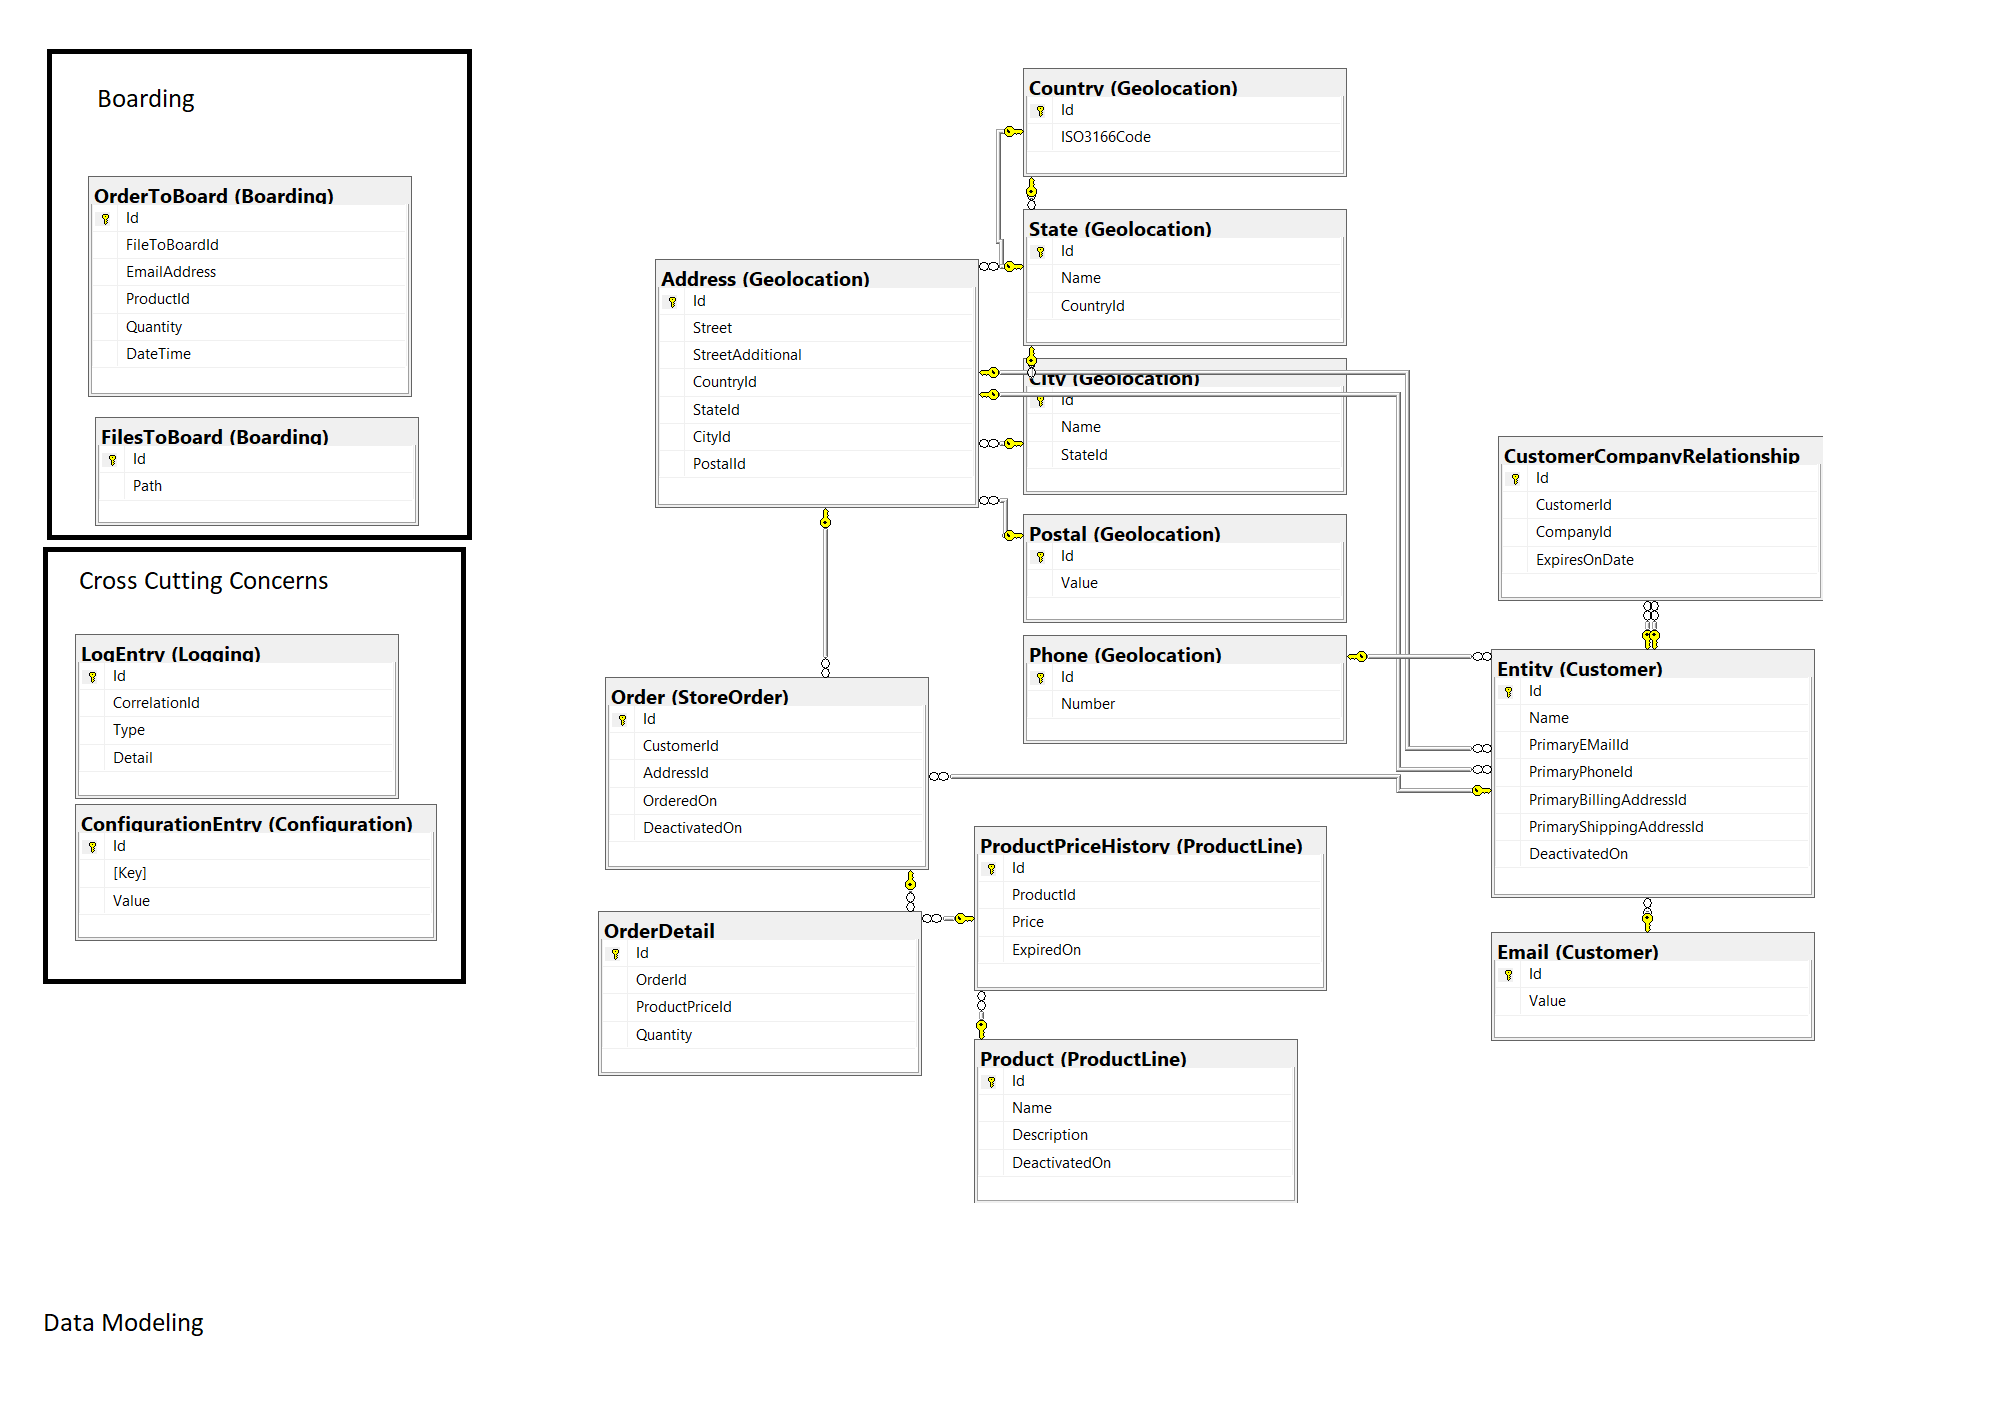 Boarding
OrderToBoard (Boarding)
Id
FileToBoardId
EmailAddress
ProductId
Quantity
DateTime
FilesToBoard (Boarding)
Id
Path
Cross Cutting Concerns
LogEntry (Logging)
Id
CorrelationId
Type
Detail
ConfigurationEntry (Configuration)
Id
[Key]
Value
Country (Geolocation)
Id
ISO3166Code
State (Geolocation)
Id
Name
CountryId
Address (Geolocation)
Id
Street
StreetAdditional
CountryId
StateId
CityId
PostalId
City (Geolocation)
Id
Name
StateId
Postal (Geolocation)
Id
Value
Phone (Geolocation)
Id
Number
CustomerCompanyRelationship
Id
CustomerId
CompanyId
ExpiresOnDate
Entity (Customer)
Id
Name
PrimaryEMailId
PrimaryPhoneId
PrimaryBillingAddressId
PrimaryShippingAddressId
DeactivatedOn
Order (StoreOrder)
Id
CustomerId
AddressId
OrderedOn
DeactivatedOn
ProductPriceHistory (ProductLine)
Id
ProductId
Price
ExpiredOn
OrderDetail
Id
OrderId
ProductPriceId
Quantity
Email (Customer)
Id
Value
Product (ProductLine)
Id
Name
Description
DeactivatedOn
Data Modeling